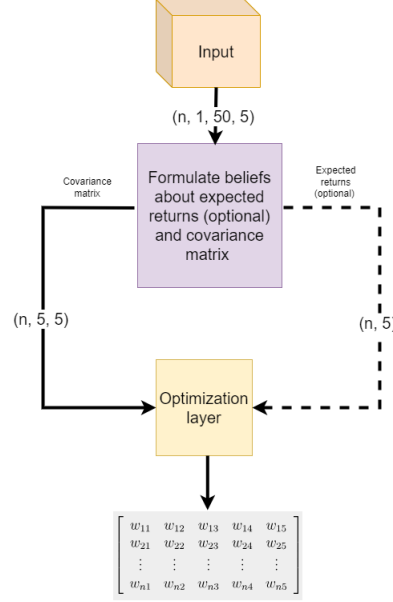 Input
(n, 1, 50, 5)
Formulate beliefs
about expected
returns (optional)
and covariance
matrix
Covariance
matrix
Expected
returns
(optional)
(n, 5, 5)
(n, 5)
Optimization
layer
w11 w12 w13 w14 w15
w21 w22 w23 w24 w25
⋮ ⋮ ⋮ ⋮ ⋮
wn1 wn2 wn3 wn4 wn5